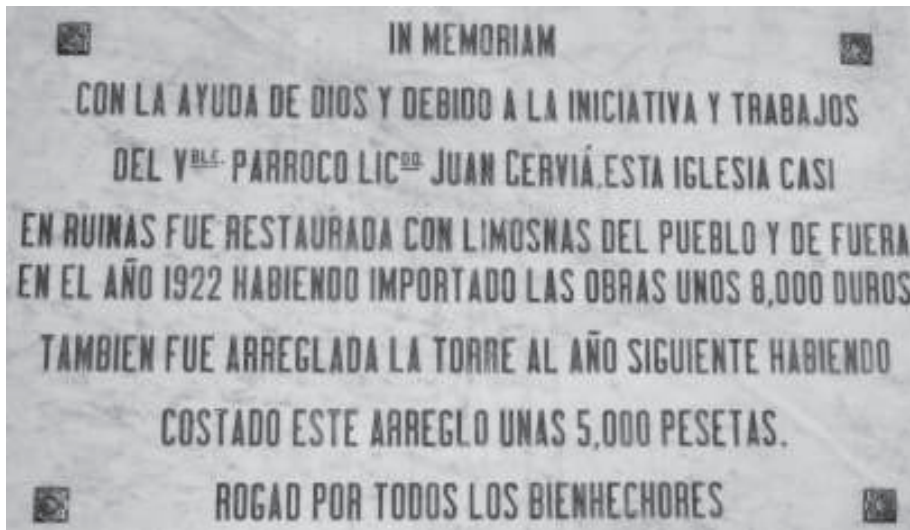 IN MEMORIAM
CON LA AYUDA DE DIOS Y DEBIDO A LA INICIATIVA Y TRABAJOS
DEL VBLE. PARROCO LICDO JUAN CERVIÁ, ESTA IGLESIA CASI
EN RUINAS FUE RESTAURADA CON LIMOSNAS DEL PUEBLO Y DE FUERA
EN EL AÑO 1922 HABIENDO IMPORTADO LAS OBRAS UNOS 8,000 DUROS
TAMBIEN FUE ARREGLADA LA TORRE AL AÑO SIGUIENTE HABIENDO
COSTADO ESTE ARREGLO UNAS 5,000 PESETAS.
ROGAD POR TODOS LOS BIENHECHORES